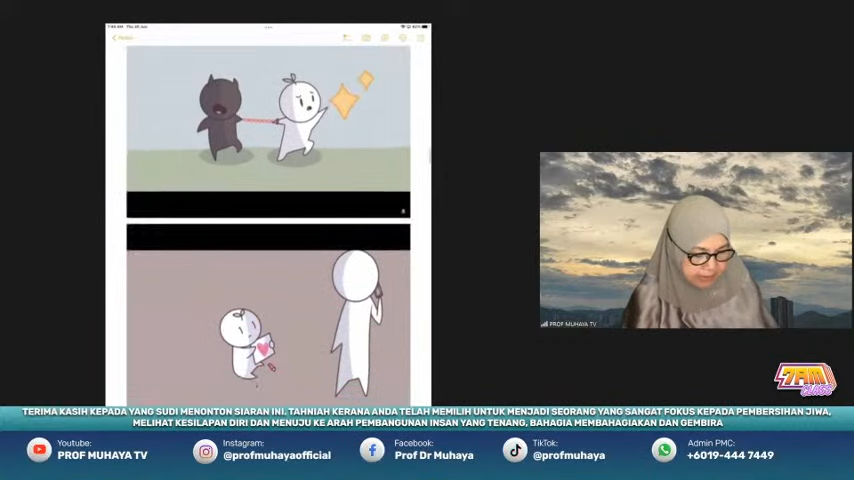 Notes
PROF MUHAYA TV
7AM
CLASS
TERIMA KASIH KEPADA YANG SUDI MENONTON SIARAN INI. TAHNIAH KERANA ANDA TELAH MEMILIH UNTUK MENJADI SEORANG YANG SANGAT FOKUS KEPADA PEMBERSIHAN JIWA,
MELIHAT KESILAPAN DIRI DAN MENUJU KE ARAH PEMBANGUNAN INSAN YANG TENANG, BAHAGIA MEMBAHAGIAKAN DAN GEMBIRA
Youtube:
PROF MUHAYA TV
Instagram:
@profmuhayaofficial
Facebook:
Prof Dr Muhaya
TikTok:
@profmuhaya
Admin PMC:
+6019-444 7449